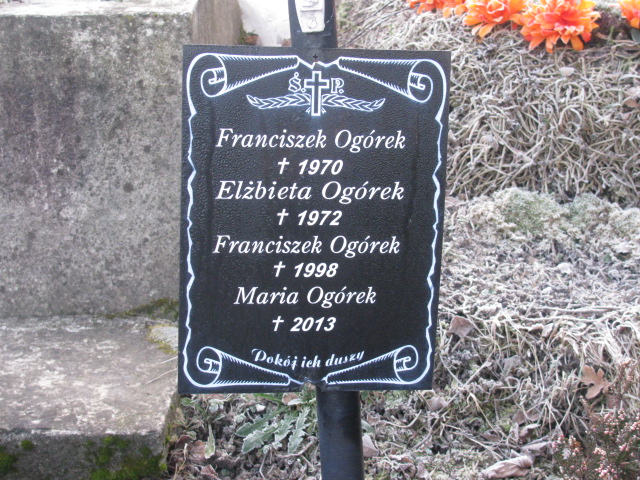 Ś. P.
Franciszek Ogórek
✝ 1970
Elżbieta Ogórek
✝ 1972
Franciszek Ogórek
✝ 1998
Maria Ogórek
✝ 2013
Pokój ich duszy